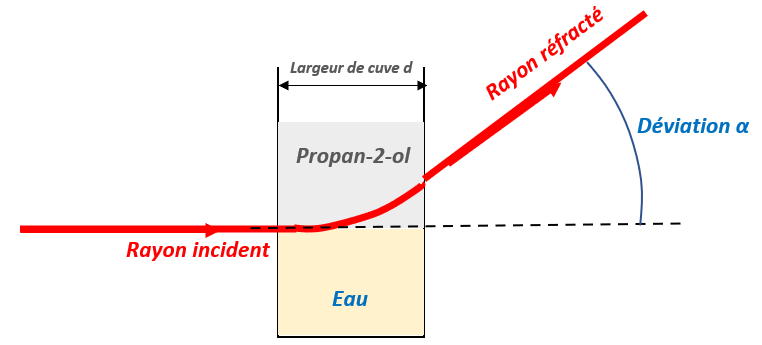 Largeur de cuve d
Rayon réfracté
Propan-2-ol
Déviation α
Rayon incident
Eau